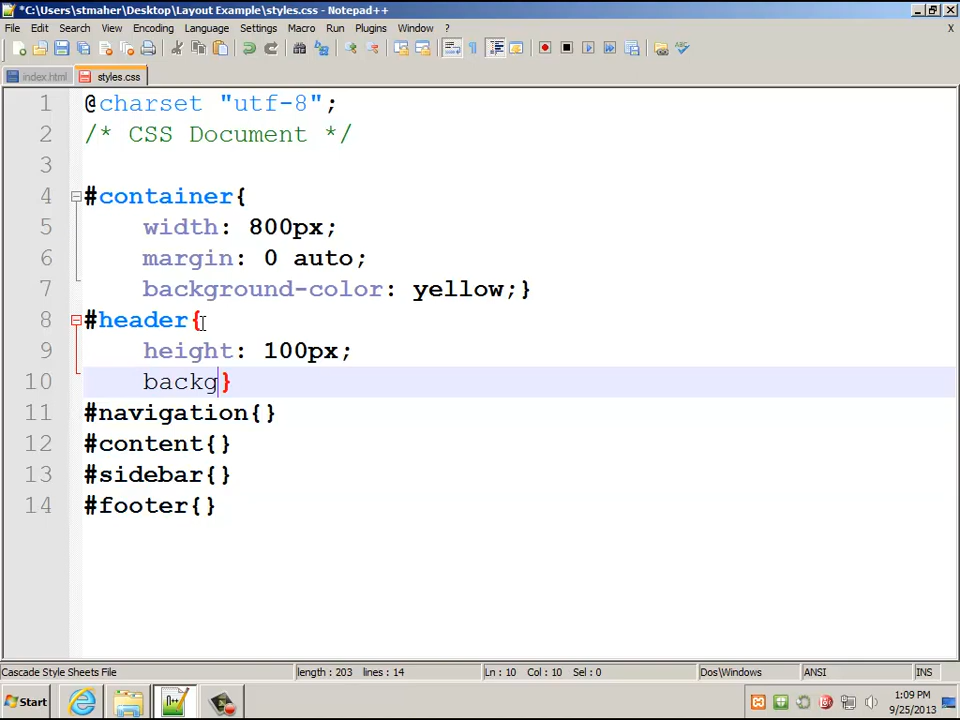 *C:\Users\stmaher\Desktop\Layout Example\styles.css - Notepad++
File Edit Search View Encoding Language Settings Macro Run Plugins Window ? X
index.html styles.css
1 @charset "utf-8";
2 /* CSS Document */
3
4 #container{
5 width: 800px;
6 margin: 0 auto;
7 background-color: yellow;}
8 #header{
9 height: 100px;
10 backg}
11 #navigation{}
12 #content{}
13 #sidebar{}
14 #footer{}
Cascade Style Sheets File length : 203 lines : 14 Ln : 10 Col : 10 Sel : 0 Dos\Windows ANSI INS
Start 1:09 PM
9/25/2013